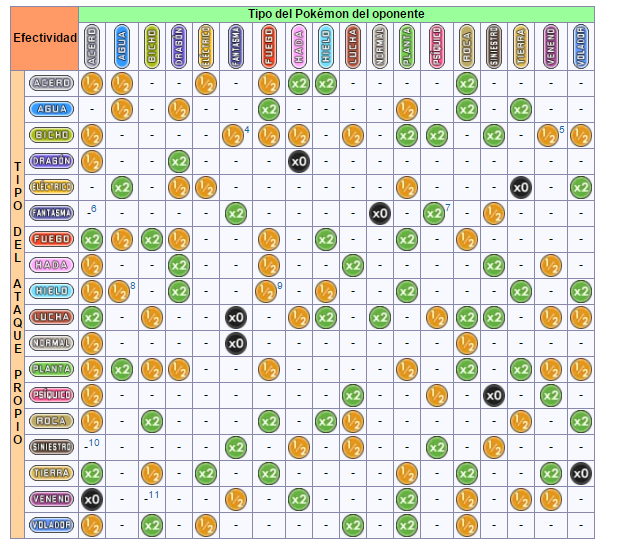 Efectividad
Tipo del Pokémon del oponente
ACERO AGUA BICHO DRAGÓN ELÉCTRICO FANTASMA FUEGO HADA HIELO LUCHA NORMAL PLANTA PSÍQUICO ROCA SINIESTRO TIERRA VENENO VOLADOR
TIPO DEL ATAQUE PROPIO
ACERO ½ ½ - - ½ - ½ x2 x2 - - - - x2 - - - -
AGUA - ½ - ½ - - x2 - - - - ½ - x2 - x2 - -
BICHO ½ - - - - ½ 4 ½ ½ - ½ - x2 x2 - x2 - ½ 5 ½
DRAGÓN ½ - - x2 - - - x0 - - - - - - - - - -
ELÉCTRICO - x2 - ½ ½ - - - - - - ½ - - - x0 - x2
FANTASMA - 6 - - - - x2 - - - - x0 - x2 7 - ½ - - -
FUEGO x2 ½ x2 ½ - - ½ - x2 - - x2 - ½ - - - -
HADA ½ - - x2 - - ½ - - x2 - - - - x2 - ½ -
HIELO ½ ½ 8 - x2 - - ½ 9 - ½ - - x2 - - - x2 - x2
LUCHA x2 - ½ - - x0 - ½ x2 - x2 - ½ x2 x2 - ½ ½
NORMAL ½ - - - - x0 - - - - - - - ½ - - - -
PLANTA ½ x2 ½ ½ - - ½ - - - - ½ - x2 - x2 ½ ½
PSÍQUICO ½ - - - - - - - - x2 - - ½ - x0 - x2 -
ROCA ½ - x2 - - - x2 - x2 ½ - - - - - ½ - x2
SINIESTRO - 10 - - - - x2 - ½ - ½ - - x2 - ½ - - -
TIERRA x2 - ½ - x2 - x2 - - - - ½ - x2 - - x2 x0
VENENO x0 - - 11 - - ½ - x2 - - - x2 - ½ - ½ ½ -
VOLADOR ½ - x2 - ½ - - - - x2 - x2 - ½ - - - -